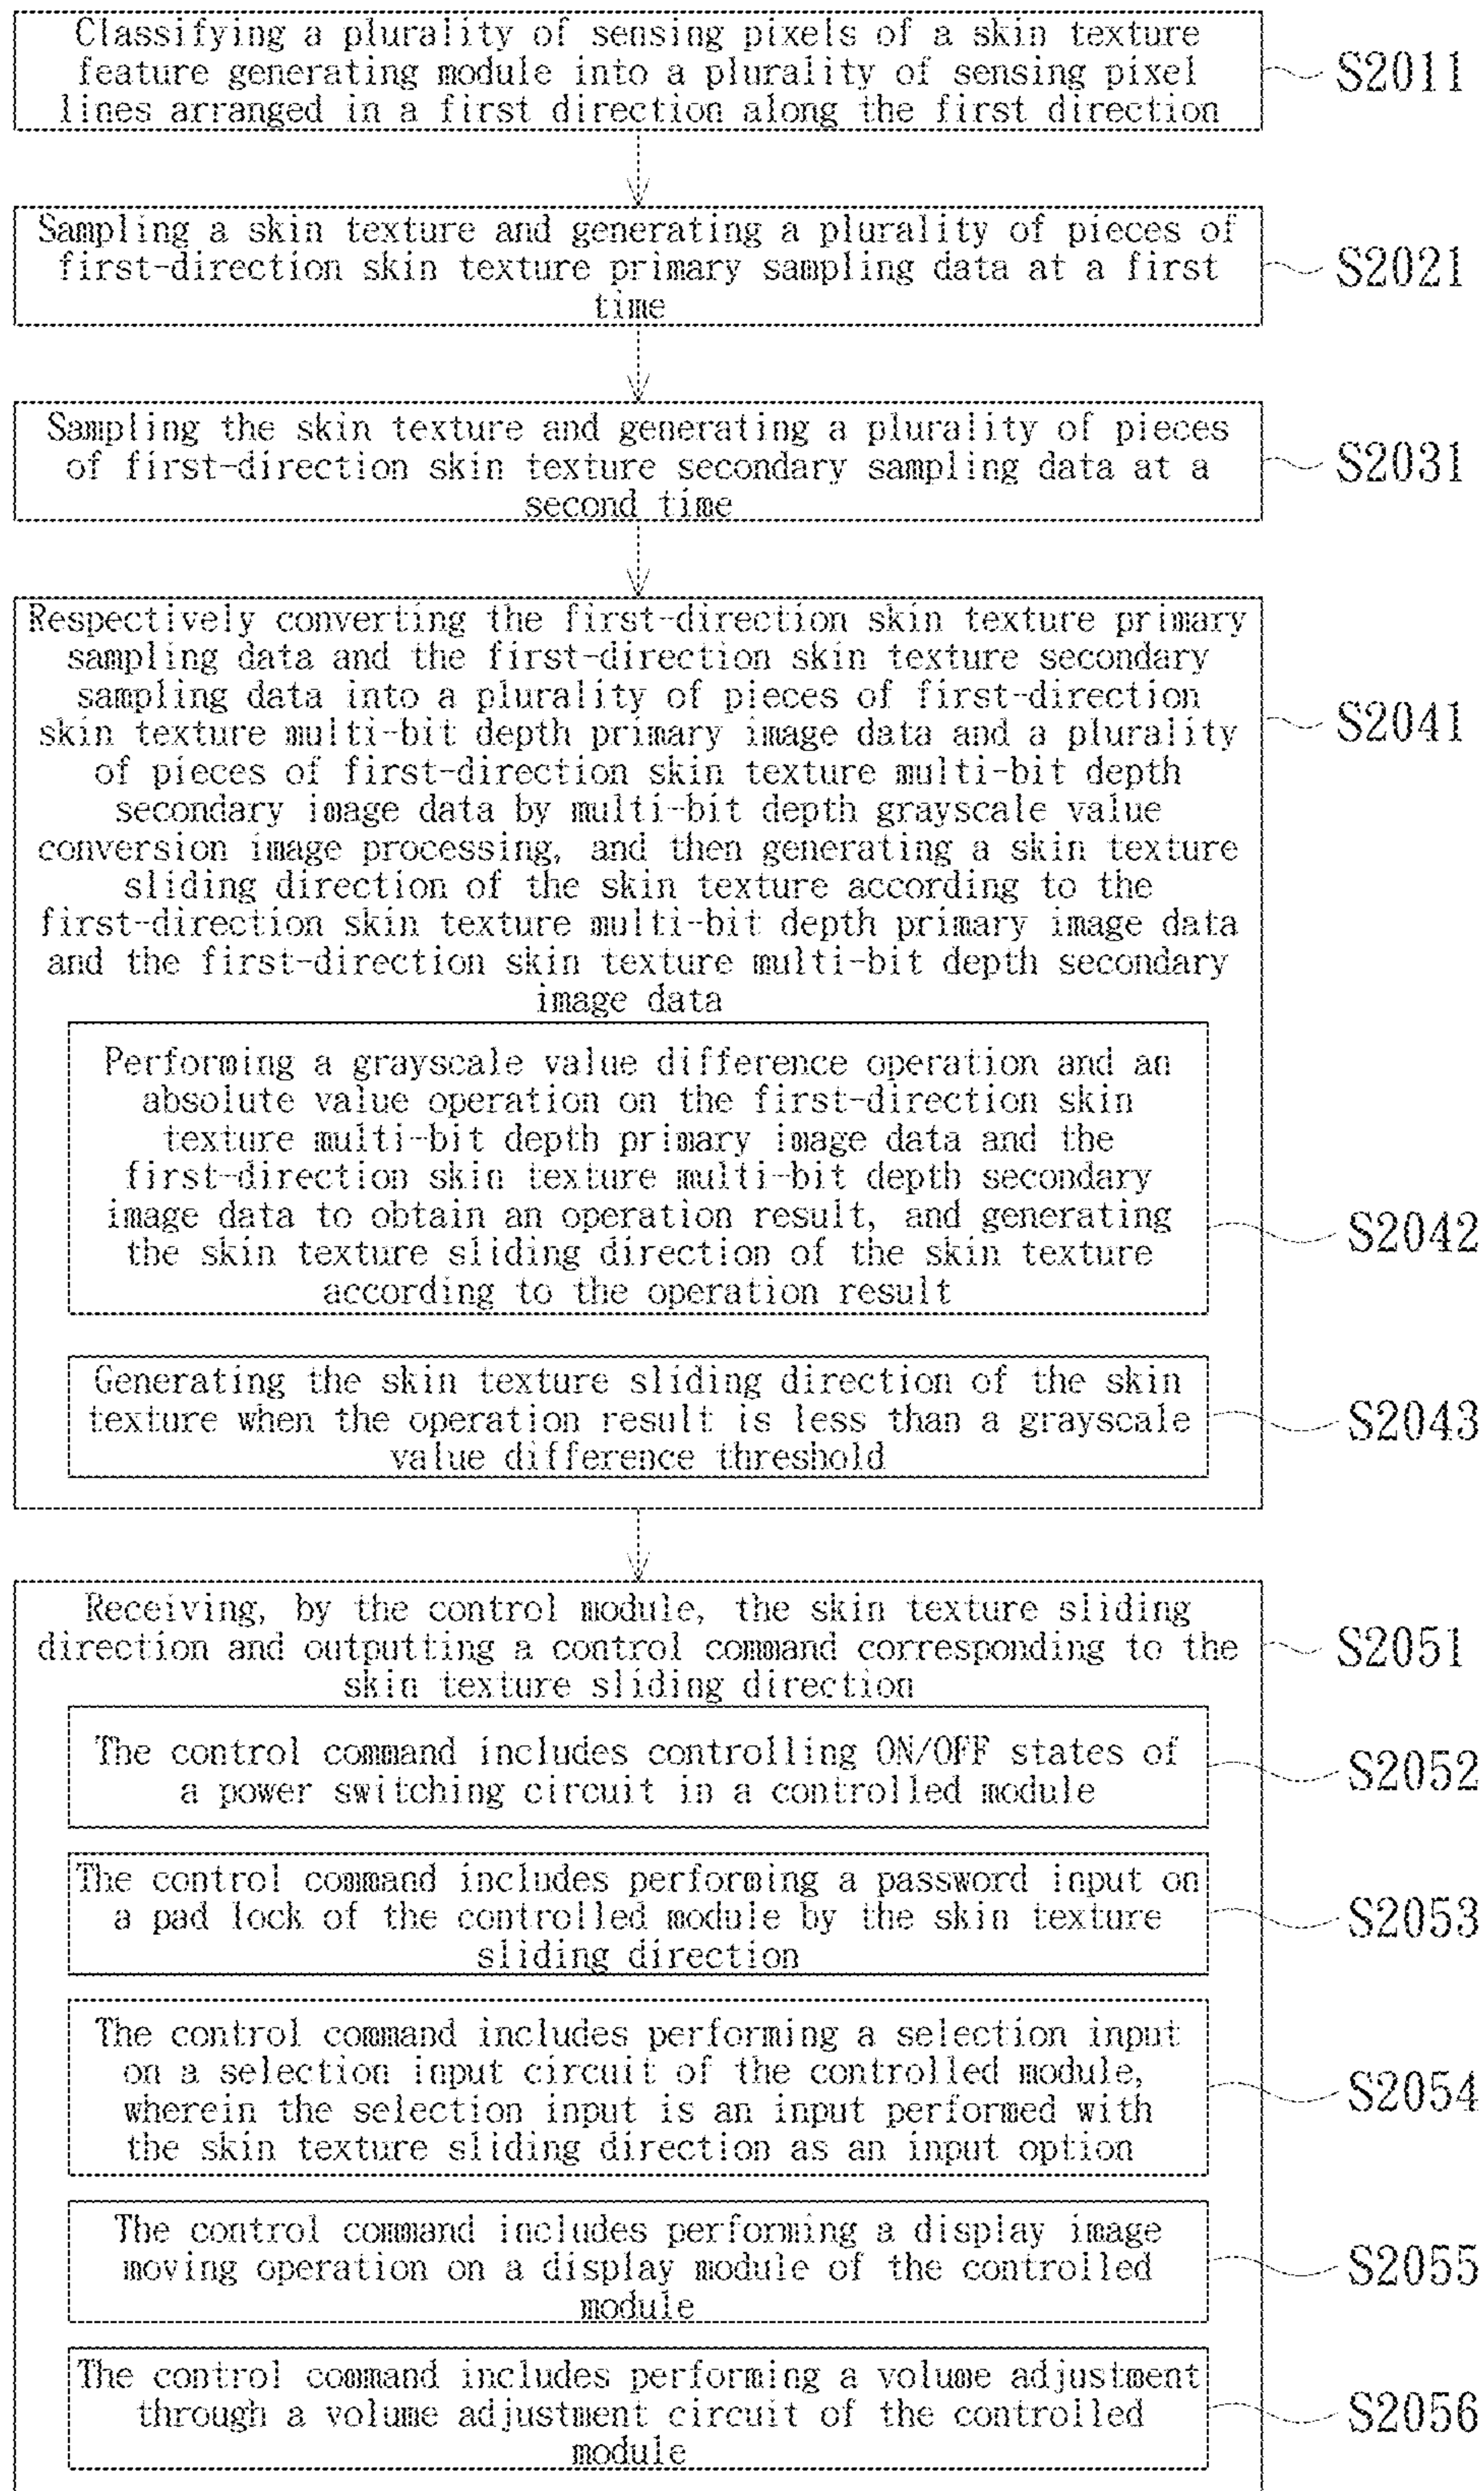 Classifying a plurality of sensing pixels of a skin texture
feature generating module into a plurality of sensing pixel
lines arranged in a first direction along the first direction
S2011
Sampling a skin texture and generating a plurality of pieces of
first-direction skin texture primary sampling data at a first
time
S2021
Sampling the skin texture and generating a plurality of pieces
of first-direction skin texture secondary sampling data at a
second time
S2031
Respectively converting the first-direction skin texture primary
sampling data and the first-direction skin texture secondary
sampling data into a plurality of pieces of first-direction
skin texture multi-bit depth primary image data and a plurality
of pieces of first-direction skin texture multi-bit depth
secondary image data by multi-bit depth grayscale value
conversion image processing, and then generating a skin texture
sliding direction of the skin texture according to the
first-direction skin texture multi-bit depth primary image data
and the first-direction skin texture multi-bit depth secondary
image data
S2041
Performing a grayscale value difference operation and an
absolute value operation on the first-direction skin
texture multi-bit depth primary image data and the
first-direction skin texture multi-bit depth secondary
image data to obtain an operation result, and generating
the skin texture sliding direction of the skin texture
according to the operation result
S2042
Generating the skin texture sliding direction of the skin
texture when the operation result is less than a grayscale
value difference threshold
S2043
Receiving, by the control module, the skin texture sliding
direction and outputting a control command corresponding to the
skin texture sliding direction
S2051
The control command includes controlling ON/OFF states of
a power switching circuit in a controlled module
S2052
The control command includes performing a password input on
a pad lock of the controlled module by the skin texture
sliding direction
S2053
The control command includes performing a selection input
on a selection input circuit of the controlled module,
wherein the selection input is an input performed with
the skin texture sliding direction as an input option
S2054
The control command includes performing a display image
moving operation on a display module of the controlled
module
S2055
The control command includes performing a volume adjustment
through a volume adjustment circuit of the controlled
module
S2056